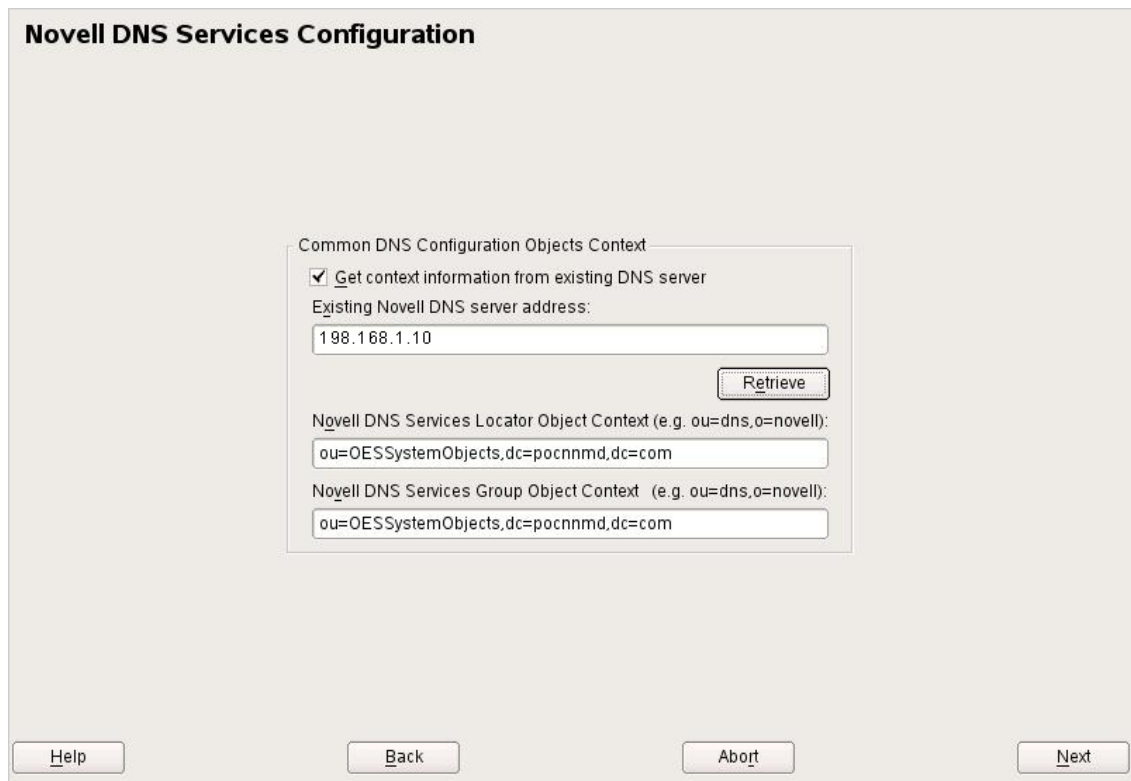 Novell DNS Services Configuration
Common DNS Configuration Objects Context
Get context information from existing DNS server
Existing Novell DNS server address:
198.168.1.10
Retrieve
Novell DNS Services Locator Object Context (e.g. ou=dns,o=novell):
ou=OESSystemObjects,dc=pocnnmd,dc=com
Novell DNS Services Group Object Context (e.g. ou=dns,o=novell):
ou=OESSystemObjects,dc=pocnnmd,dc=com
Help Back Abort Next